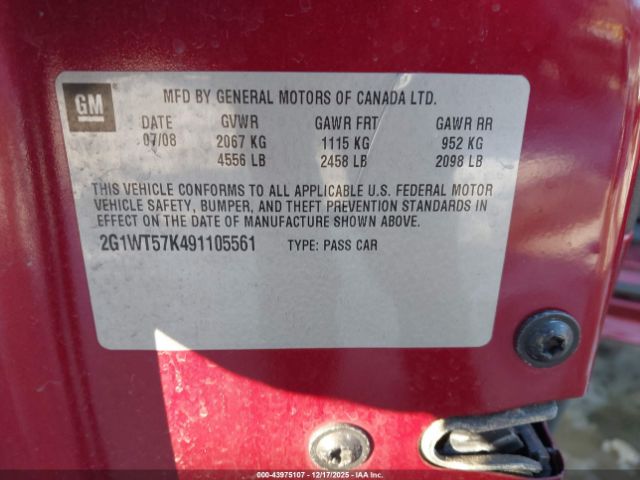 GM
MFD BY GENERAL MOTORS OF CANADA LTD.
DATE GVWR GAWR FRT GAWR RR
07/08 2067 KG 1115 KG 952 KG
4556 LB 2458 LB 2098 LB
THIS VEHICLE CONFORMS TO ALL APPLICABLE U.S. FEDERAL MOTOR
VEHICLE SAFETY, BUMPER, AND THEFT PREVENTION STANDARDS IN
EFFECT ON THE DATE OF MANUFACTURE SHOWN ABOVE.
2G1WT57K491105561 TYPE: PASS CAR
00-43975107 - 12/17/2025 - IAA Inc.